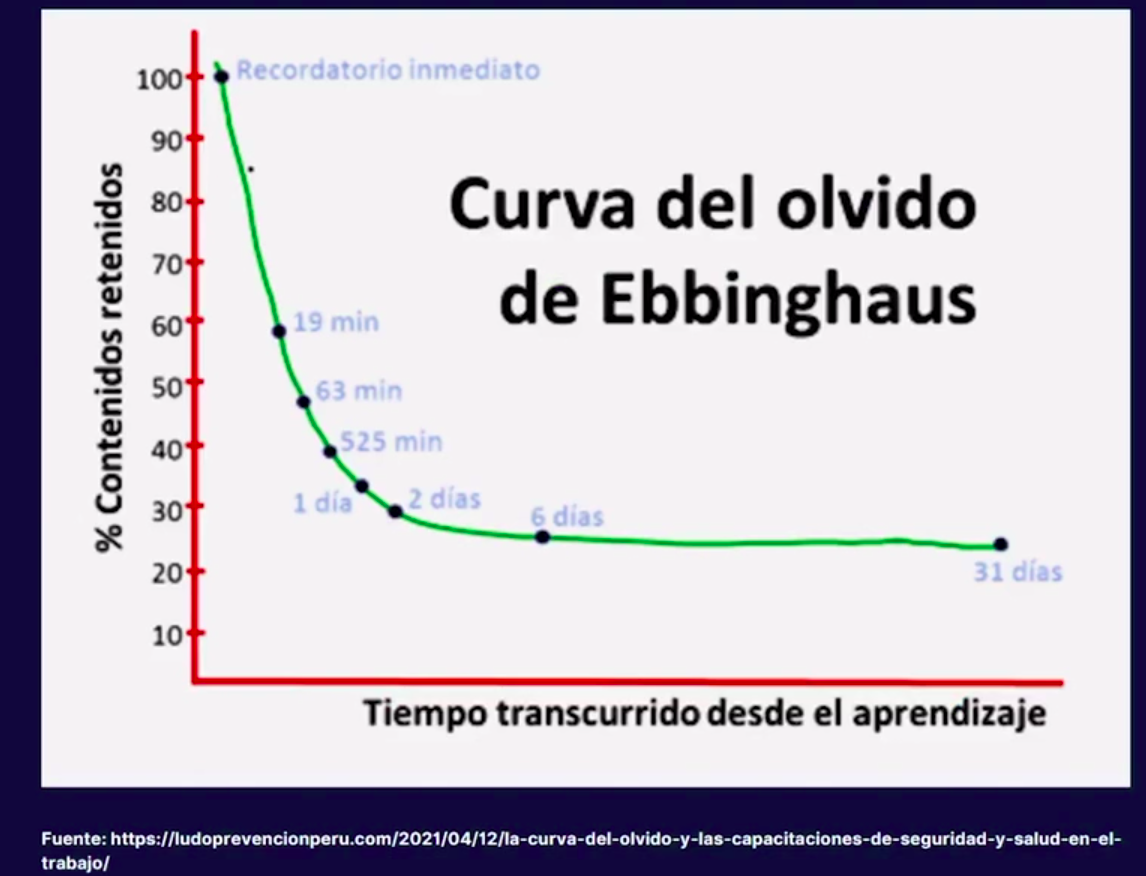 Curva del olvido
de Ebbinghaus
% Contenidos retenidos
100
90
80
70
60
50
40
30
20
10
Recordatorio inmediato
19 min
63 min
525 min
1 día
2 días
6 días
31 días
Tiempo transcurrido desde el aprendizaje
Fuente: https://ludoprevencionperu.com/2021/04/12/la-curva-del-olvido-y-las-capacitaciones-de-seguridad-y-salud-en-el-
trabajo/